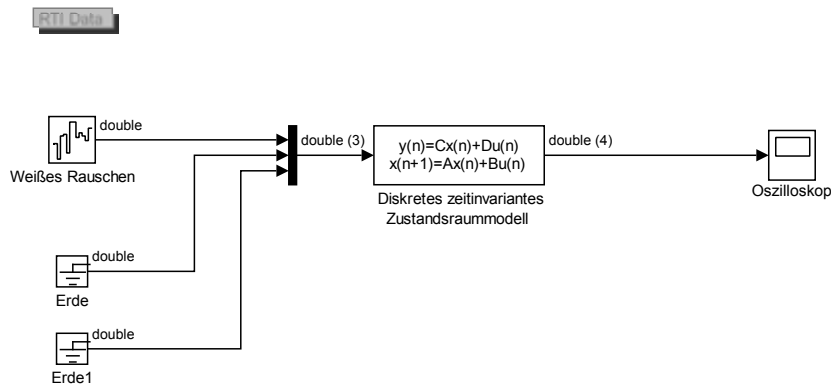 RTI Data
double
Weißes Rauschen
double (3)
y(n)=Cx(n)+Du(n)
x(n+1)=Ax(n)+Bu(n)
Diskretes zeitinvariantes
Zustandsraummodell
double (4)
Oszilloskop
double
Erde
double
Erde1